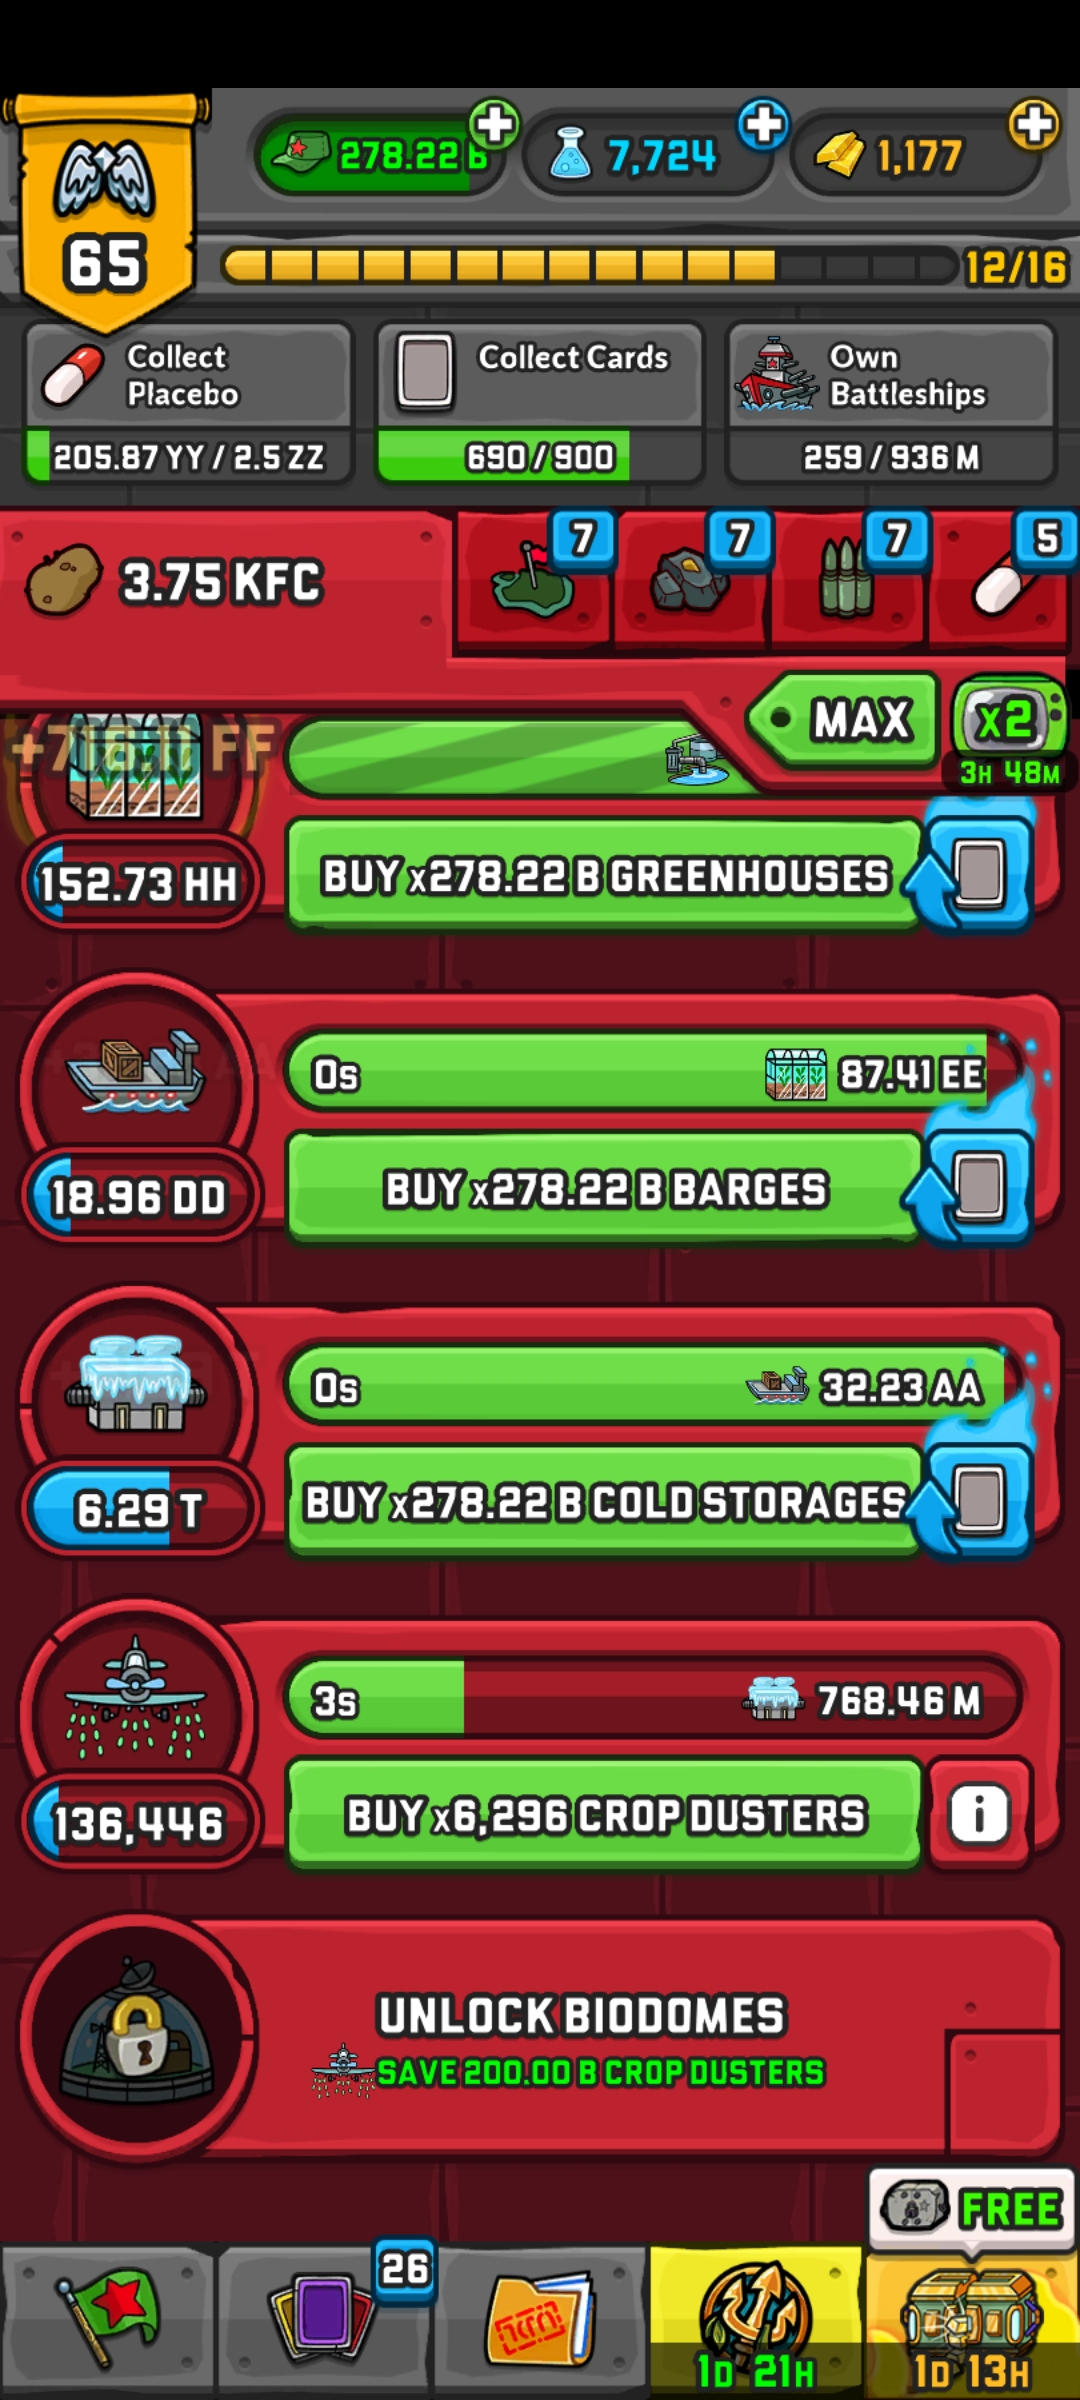 278.22 B
7,724
1,177
65
12/16
Collect
Placebo
205.87 YY / 2.5 ZZ
Collect Cards
690 / 900
Own
Battleships
259 / 936 M
3.75 KFC
7
7
7
5
MAX
x2
3H 48M
+718.11 FF
152.73 HH
BUY x278.22 B GREENHOUSES
0s
87.41 EE
18.96 DD
BUY x278.22 B BARGES
0s
32.23 AA
6.29 T
BUY x278.22 B COLD STORAGES
3s
768.46 M
136,446
BUY x6,296 CROP DUSTERS
i
UNLOCK BIODOMES
SAVE 200.00 B CROP DUSTERS
FREE
26
1D 21H
1D 13H